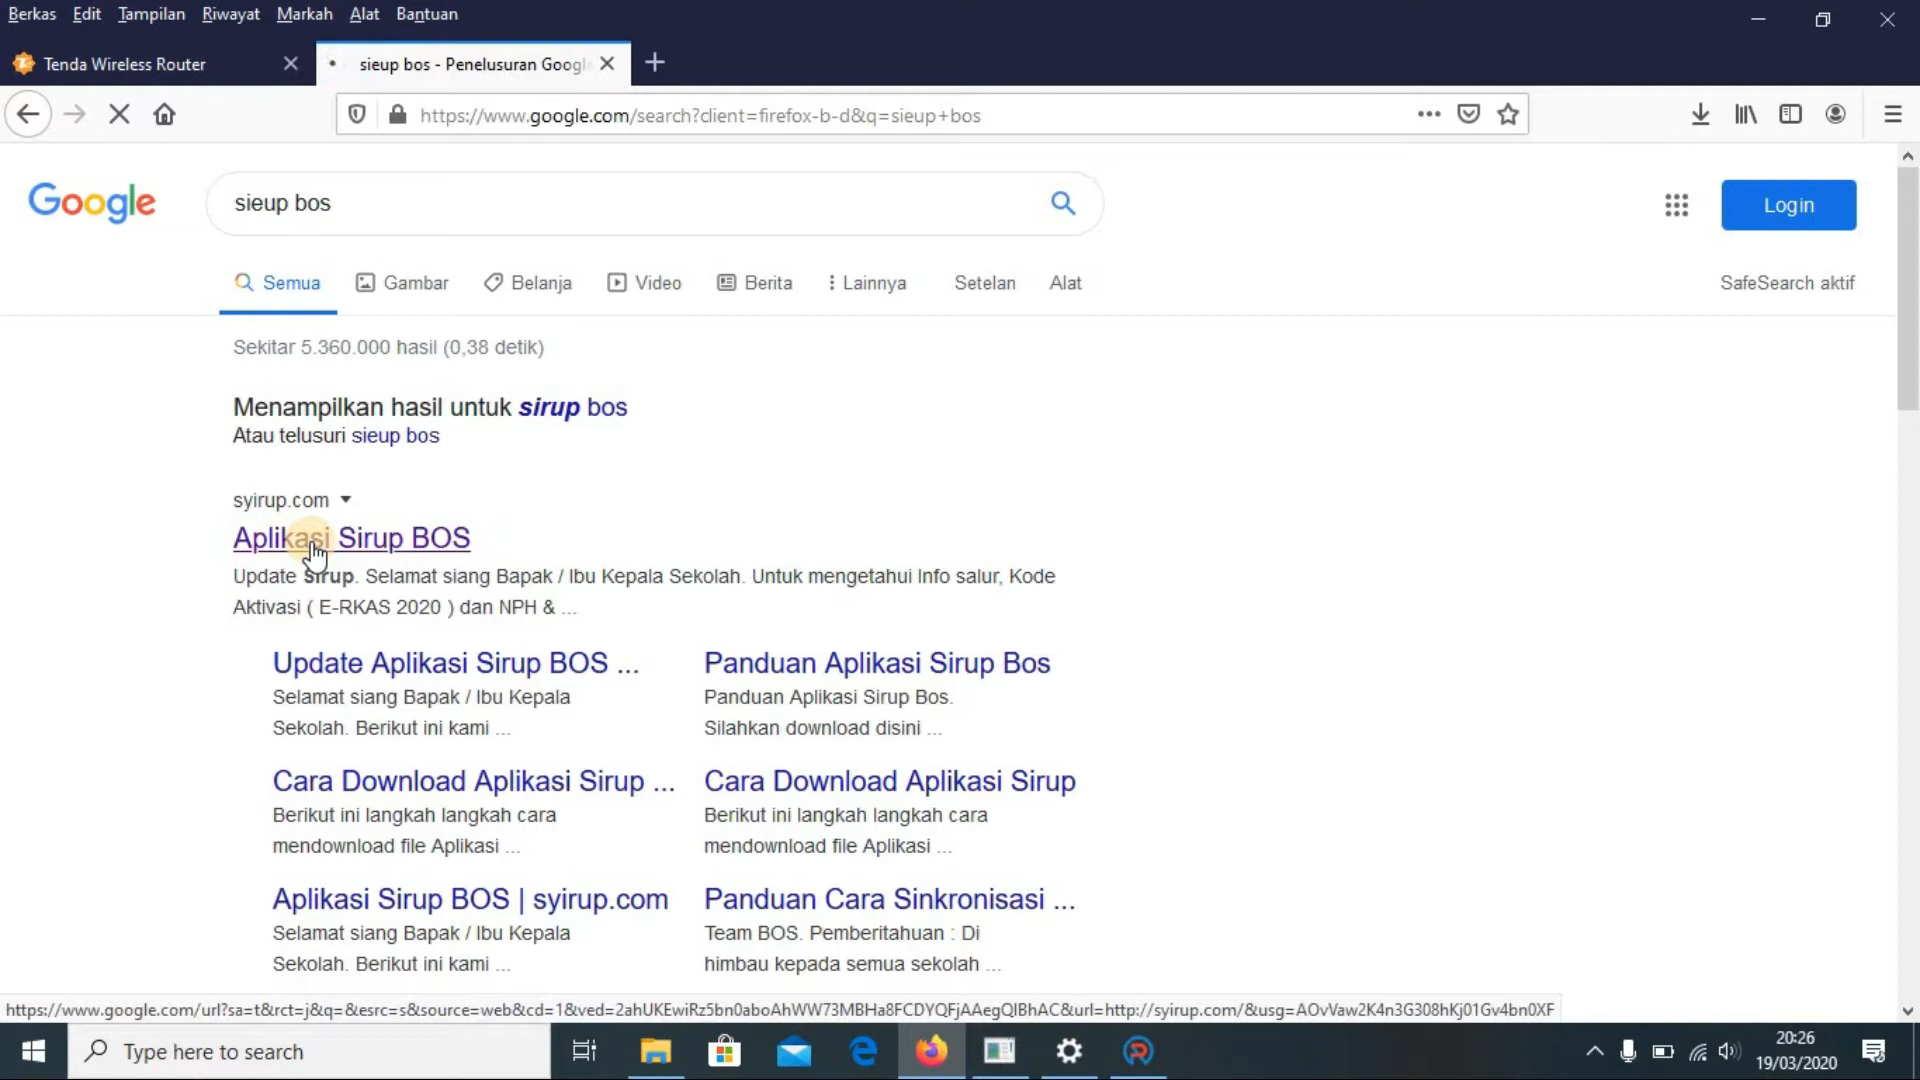 Berkas Edit Tampilan Riwayat Markah Alat Bantuan
Tenda Wireless Router
sieup bos - Penelusuran Google
https://www.google.com/search?client=firefox-b-d&q=sieup+bos
Google
sieup bos
Login
Semua Gambar Belanja Video Berita Lainnya Setelan Alat SafeSearch aktif
Sekitar 5.360.000 hasil (0,38 detik)
Menampilkan hasil untuk sirup bos
Atau telusuri sieup bos
syirup.com
Aplikasi Sirup BOS
Update Sirup. Selamat siang Bapak / Ibu Kepala Sekolah. Untuk mengetahui Info salur, Kode
Aktivasi ( E-RKAS 2020 ) dan NPH & ...
Update Aplikasi Sirup BOS ...
Selamat siang Bapak / Ibu Kepala
Sekolah. Berikut ini kami ...
Panduan Aplikasi Sirup Bos
Panduan Aplikasi Sirup Bos.
Silahkan download disini ...
Cara Download Aplikasi Sirup ...
Berikut ini langkah langkah cara
mendownload file Aplikasi ...
Cara Download Aplikasi Sirup
Berikut ini langkah langkah cara
mendownload file Aplikasi ...
Aplikasi Sirup BOS | syirup.com
Selamat siang Bapak / Ibu Kepala
Sekolah. Berikut ini kami ...
Panduan Cara Sinkronisasi ...
Team BOS. Pemberitahuan : Di
himbau kepada semua sekolah ...
https://www.google.com/url?sa=t&rct=j&q=&esrc=s&source=web&cd=1&ved=2ahUKEwiRz5bn0aboAhWW73MBHa8FCDYQFjAAegQIBhAC&url=http://syirup.com/&usg=AOvVaw2K4n3G308hKj01Gv4bn0XF
Type here to search
20:26
19/03/2020